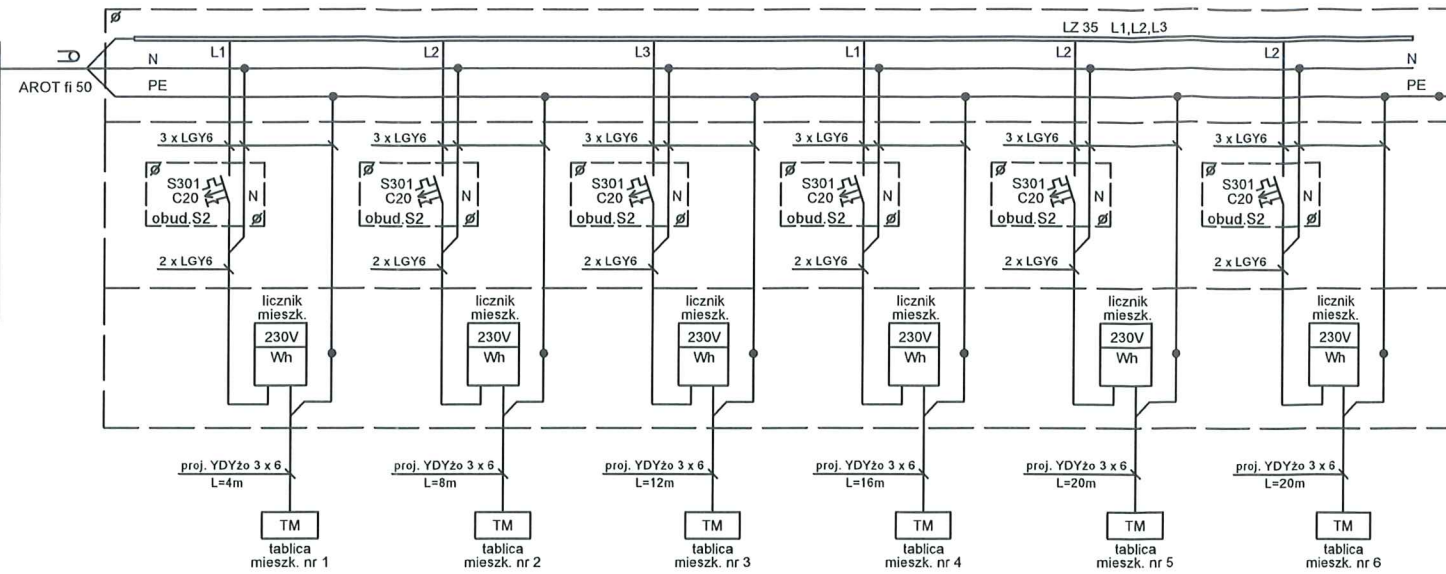 LZ 35 L1,L2,L3
L1 L2 L3 L1 L2 L2
N N
AROT fi 50 PE PE
3 x LGY6 3 x LGY6 3 x LGY6 3 x LGY6 3 x LGY6 3 x LGY6
S301 S301 S301 S301 S301 S301
C20 N C20 N C20 N C20 N C20 N C20 N
obud.S2 obud.S2 obud.S2 obud.S2 obud.S2 obud.S2
2 x LGY6 2 x LGY6 2 x LGY6 2 x LGY6 2 x LGY6 2 x LGY6
licznik licznik licznik licznik licznik licznik
mieszk. mieszk. mieszk. mieszk. mieszk. mieszk.
230V 230V 230V 230V 230V 230V
Wh Wh Wh Wh Wh Wh
proj. YDYżo 3 x 6 proj. YDYżo 3 x 6 proj. YDYżo 3 x 6 proj. YDYżo 3 x 6 proj. YDYżo 3 x 6 proj. YDYżo 3 x 6
L=4m L=8m L=12m L=16m L=20m L=20m
TM TM TM TM TM TM
tablica tablica tablica tablica tablica tablica
mieszk. nr 1 mieszk. nr 2 mieszk. nr 3 mieszk. nr 4 mieszk. nr 5 mieszk. nr 6